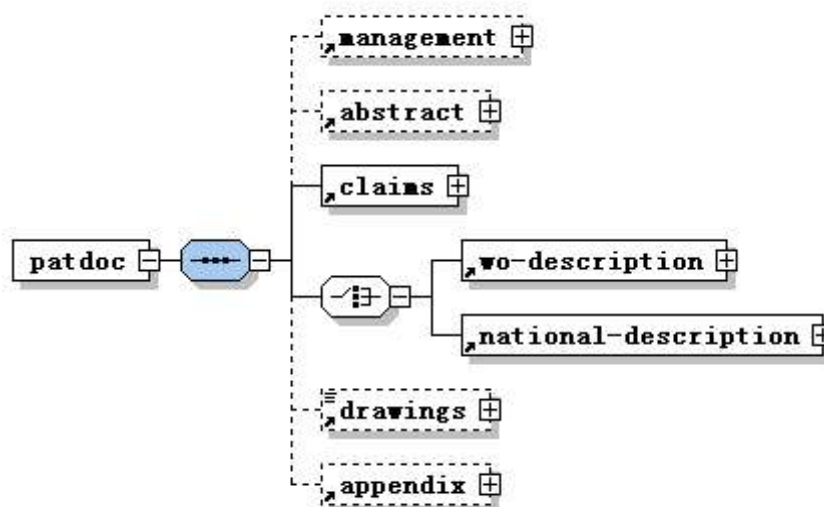 management
abstract
claims
patdoc
wo-description
national-description
drawings
appendix